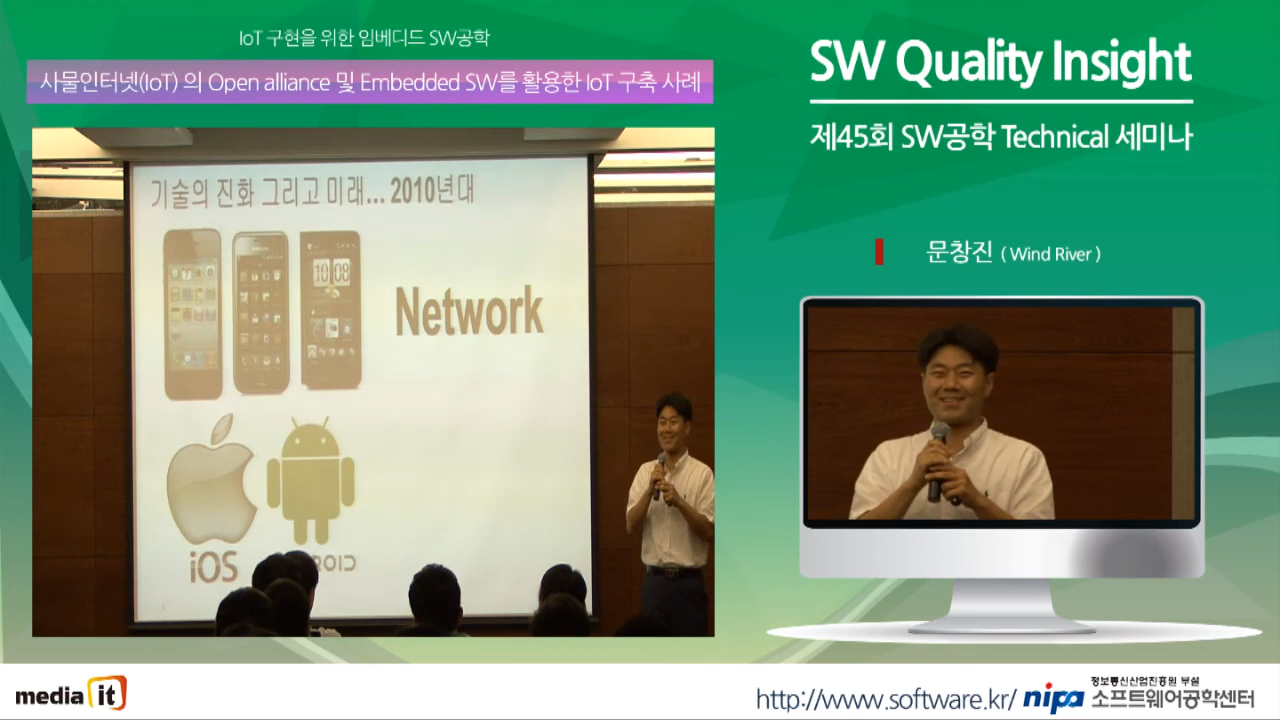 IoT 구현을 위한 임베디드 SW공학
사물인터넷(IoT) 의 Open alliance 및 Embedded SW를 활용한 IoT 구축 사례
기술의 진화 그리고 미래... 2010년대
10 08
Network
iOS
ROID
SW Quality Insight
제45회 SW공학 Technical 세미나
문창진 ( Wind River )
media it
http://www.software.kr/
nipa
정보통신산업진흥원 부설
소프트웨어공학센터